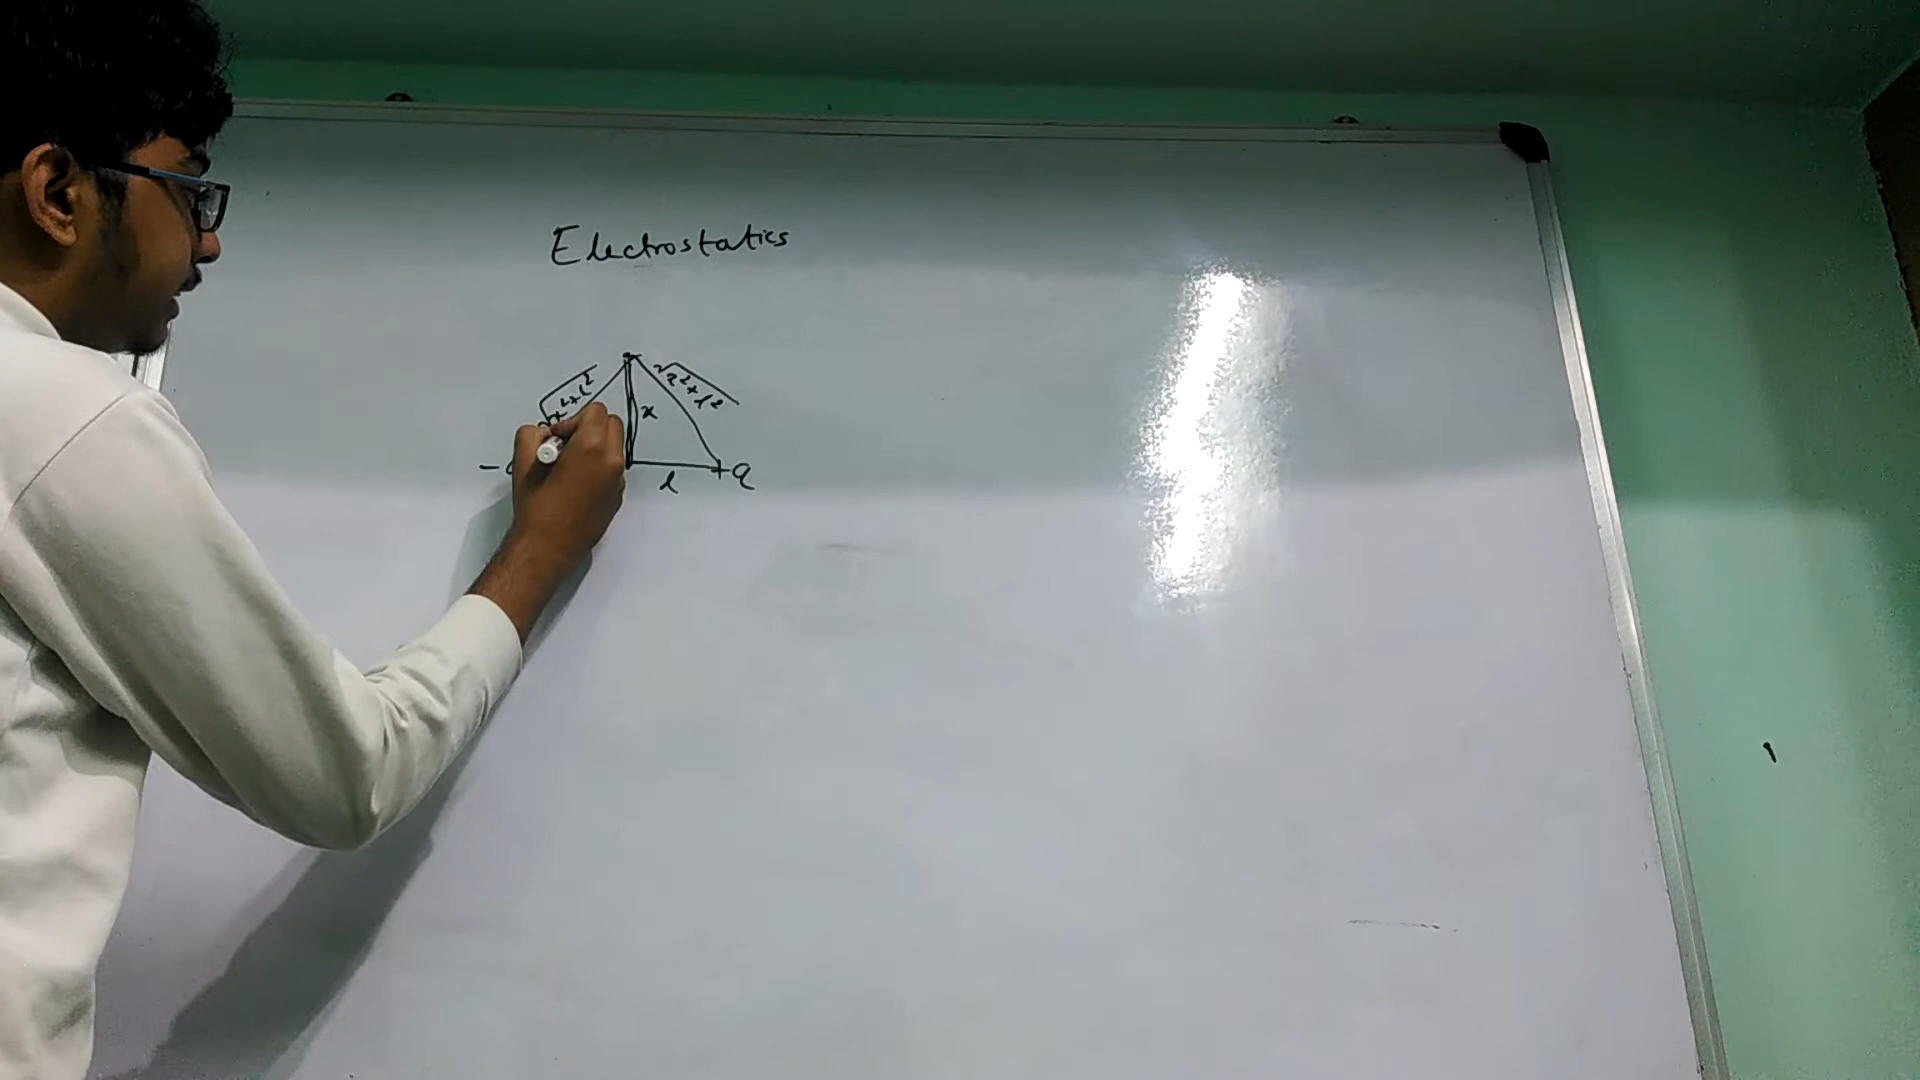 Electrostatics
√x²+l²
√x²+l²
x
+q
l